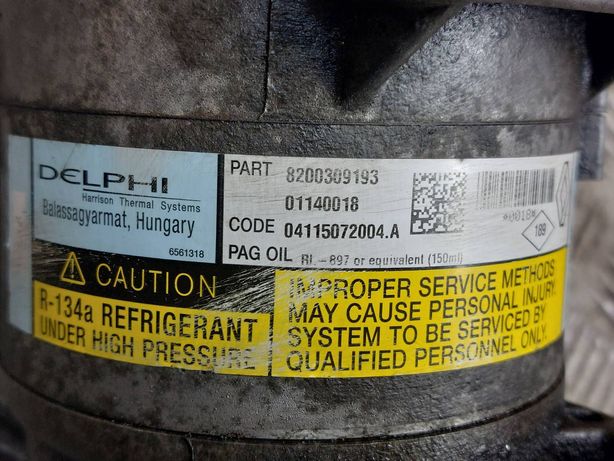 DELPHI
Harrison Thermal Systems
Balassagyarmat, Hungary
6561318
PART 8200309193
01140018
CODE 04115072004.A
PAG OIL RL-897 or equivalent (150ml)
189
CAUTION
R-134a REFRIGERANT
UNDER HIGH PRESSURE
IMPROPER SERVICE METHODS
MAY CAUSE PERSONAL INJURY.
SYSTEM TO BE SERVICED BY
QUALIFIED PERSONNEL ONLY.